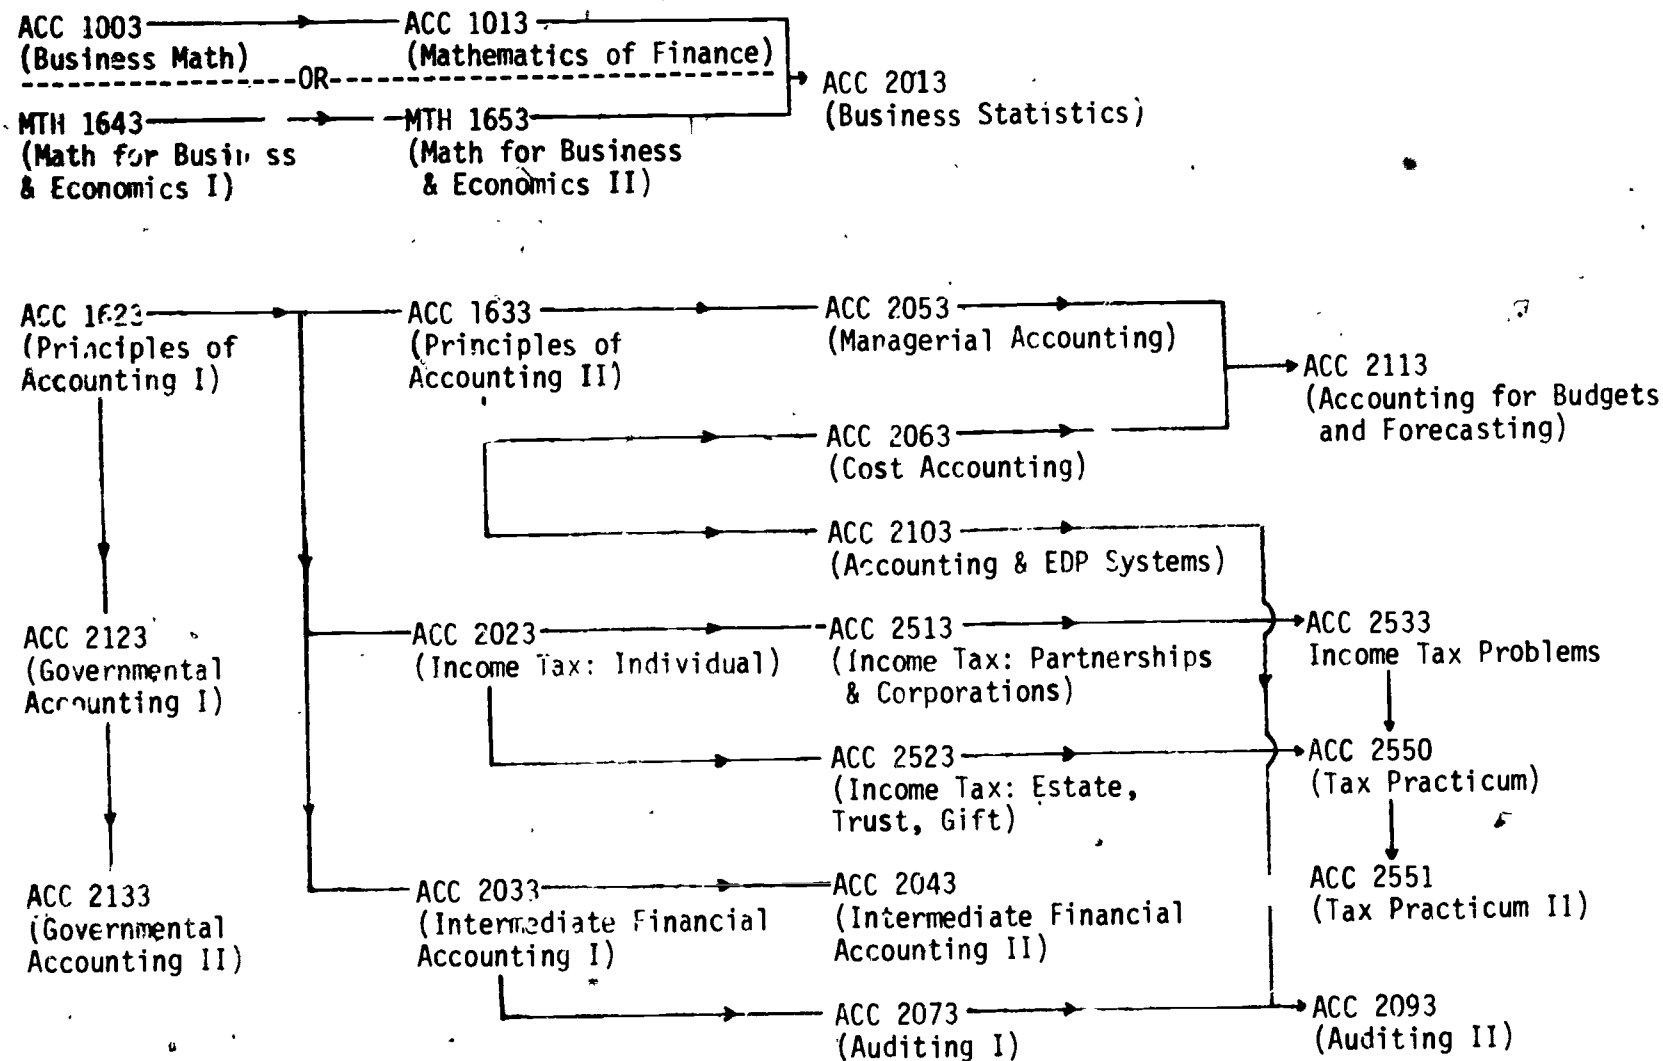 ACC 1003
(Business Math)
ACC 1013
(Mathematics of Finance)
OR
ACC 2013
(Business Statistics)
MTH 1643
(Math for Busin ss
& Economics I)
MTH 1653
(Math for Business
& Economics II)
ACC 1623
(Principles of
Accounting I)
ACC 1633
(Principles of
Accounting II)
ACC 2053
(Managerial Accounting)
ACC 2113
(Accounting for Budgets
and Forecasting)
ACC 2063
(Cost Accounting)
ACC 2103
(Accounting & EDP Systems)
ACC 2123
(Governmental
Accounting I)
ACC 2023
(Income Tax: Individual)
ACC 2513
(Income Tax: Partnerships
& Corporations)
ACC 2533
Income Tax Problems
ACC 2523
(Income Tax: Estate,
Trust, Gift)
ACC 2550
(Tax Practicum)
ACC 2133
(Governmental
Accounting II)
ACC 2033
(Intermediate Financial
Accounting I)
ACC 2043
(Intermediate Financial
Accounting II)
ACC 2551
(Tax Practicum II)
ACC 2073
(Auditing I)
ACC 2093
(Auditing II)